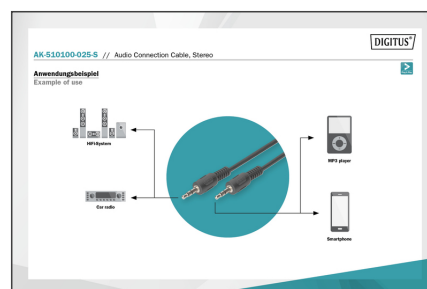 DIGITUS®
AK-510100-025-S // Audio Connection Cable, Stereo
Anwendungsbeispiel
Example of use
HiFi-System
MP3 player
Car radio
Smartphone